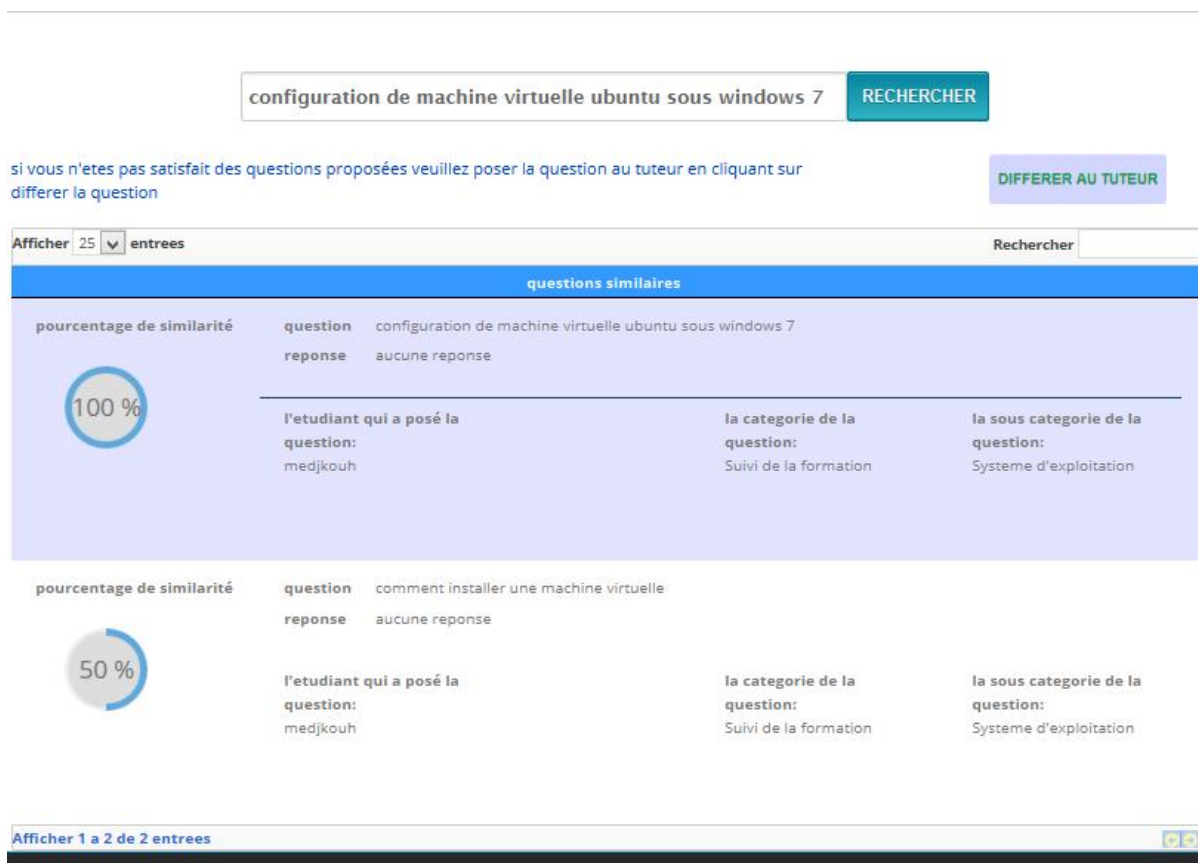 configuration de machine virtuelle ubuntu sous windows 7 RECHERCHER
si vous n'etes pas satisfait des questions proposées veuillez poser la question au tuteur en cliquant sur
differer la question
DIFFERER AU TUTEUR
Afficher 25 entrees Rechercher
questions similaires
pourcentage de similarité question configuration de machine virtuelle ubuntu sous windows 7
reponse aucune reponse
100 %
l'etudiant qui a posé la la categorie de la la sous categorie de la
question: question: question:
medjkouh Suivi de la formation Systeme d'exploitation
pourcentage de similarité question comment installer une machine virtuelle
reponse aucune reponse
50 %
l'etudiant qui a posé la la categorie de la la sous categorie de la
question: question: question:
medjkouh Suivi de la formation Systeme d'exploitation
Afficher 1 a 2 de 2 entrees